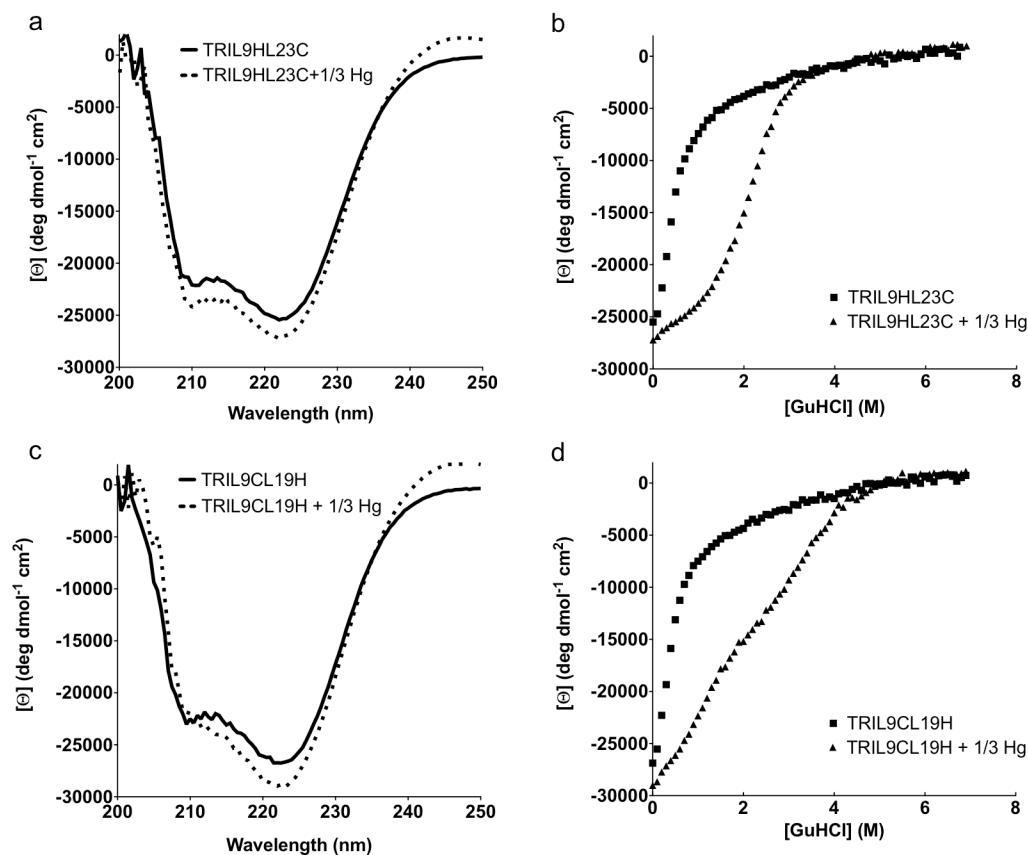 a
TRIL9HL23C
TRIL9HL23C+1/3 Hg
0
-5000
-10000
-15000
-20000
-25000
-30000
[Θ] (deg dmol-1 cm2)
200 210 220 230 240 250
Wavelength (nm)
b
0
-5000
-10000
-15000
-20000
-25000
-30000
[Θ] (deg dmol-1 cm2)
TRIL9HL23C
TRIL9HL23C + 1/3 Hg
0 2 4 6 8
[GuHCl] (M)
c
TRIL9CL19H
TRIL9CL19H + 1/3 Hg
0
-5000
-10000
-15000
-20000
-25000
-30000
[Θ] (deg dmol-1 cm2)
200 210 220 230 240 250
Wavelength (nm)
d
0
-5000
-10000
-15000
-20000
-25000
-30000
[Θ] (deg dmol-1 cm2)
TRIL9CL19H
TRIL9CL19H + 1/3 Hg
0 2 4 6 8
[GuHCl] (M)